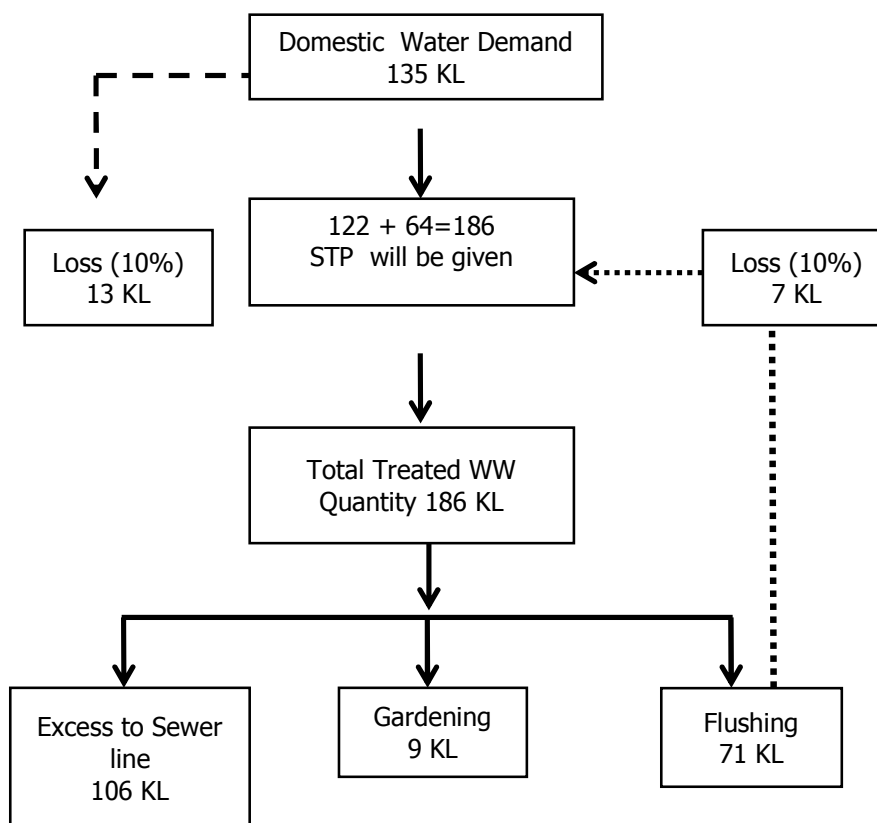 Domestic Water Demand
135 KL
122 + 64=186
STP will be given
Loss (10%)
13 KL
Loss (10%)
7 KL
Total Treated WW
Quantity 186 KL
Excess to Sewer
line
106 KL
Gardening
9 KL
Flushing
71 KL